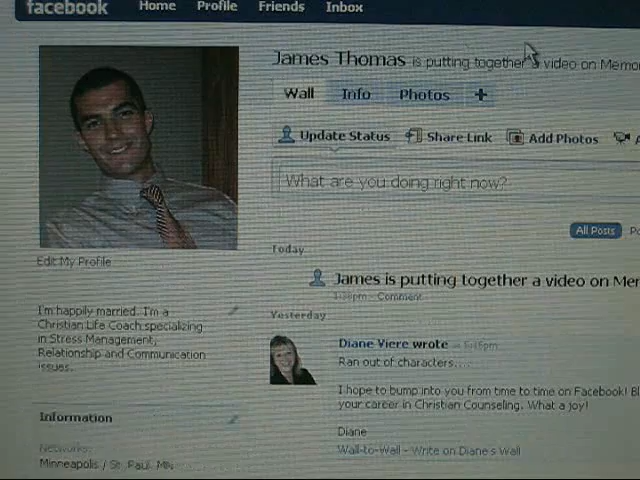 facebook Home Profile Friends Inbox
James Thomas is putting together a video on Memor
Wall Info Photos +
Update Status Share Link Add Photos
What are you doing right now?
All Posts Po
Edit My Profile
Today
James is putting together a video on Mem
Comment
Yesterday
I'm happily married. I'm a
Christian Life Coach specializing
in Stress Management,
Relationship and Communication
issues.
Diane Viere wrote
Ran out of characters....
I hope to bump into you from time to time on Facebook! Bl
your career in Christian Counseling. What a joy!
Diane
Wall-to-Wall - Write on Diane's Wall
Information
Networks:
Minneapolis / St. Paul, MN